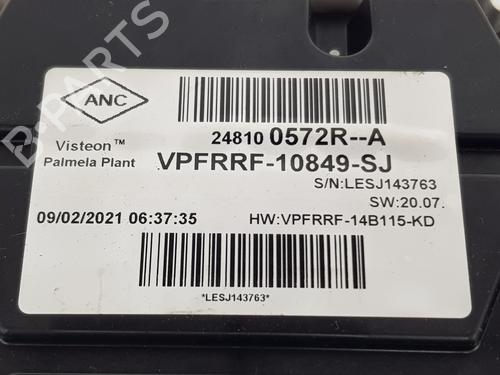 ANC
24810 0572R--A
Visteon™
Palmela Plant
VPFRRF-10849-SJ
S/N:LESJ143763
SW:20.07.
09/02/2021 06:37:35
HW:VPFRRF-14B115-KD
*LESJ143763*
B-PARTS